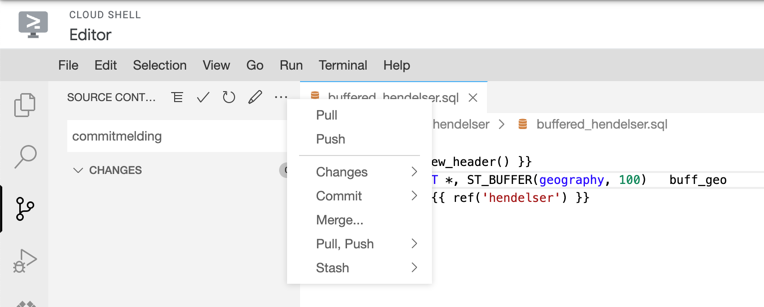 CLOUD SHELL
Editor
File Edit Selection View Go Run Terminal Help
SOURCE CONT... ...
buffered_hendelser.sql
commitmelding
CHANGES
Pull
Push
Changes
Commit
Merge...
Pull, Push
Stash
hendelser > buffered_hendelser.sql
ew_header() }}
T *, ST_BUFFER(geography, 100) buff_geo
{{ ref('hendelser') }}